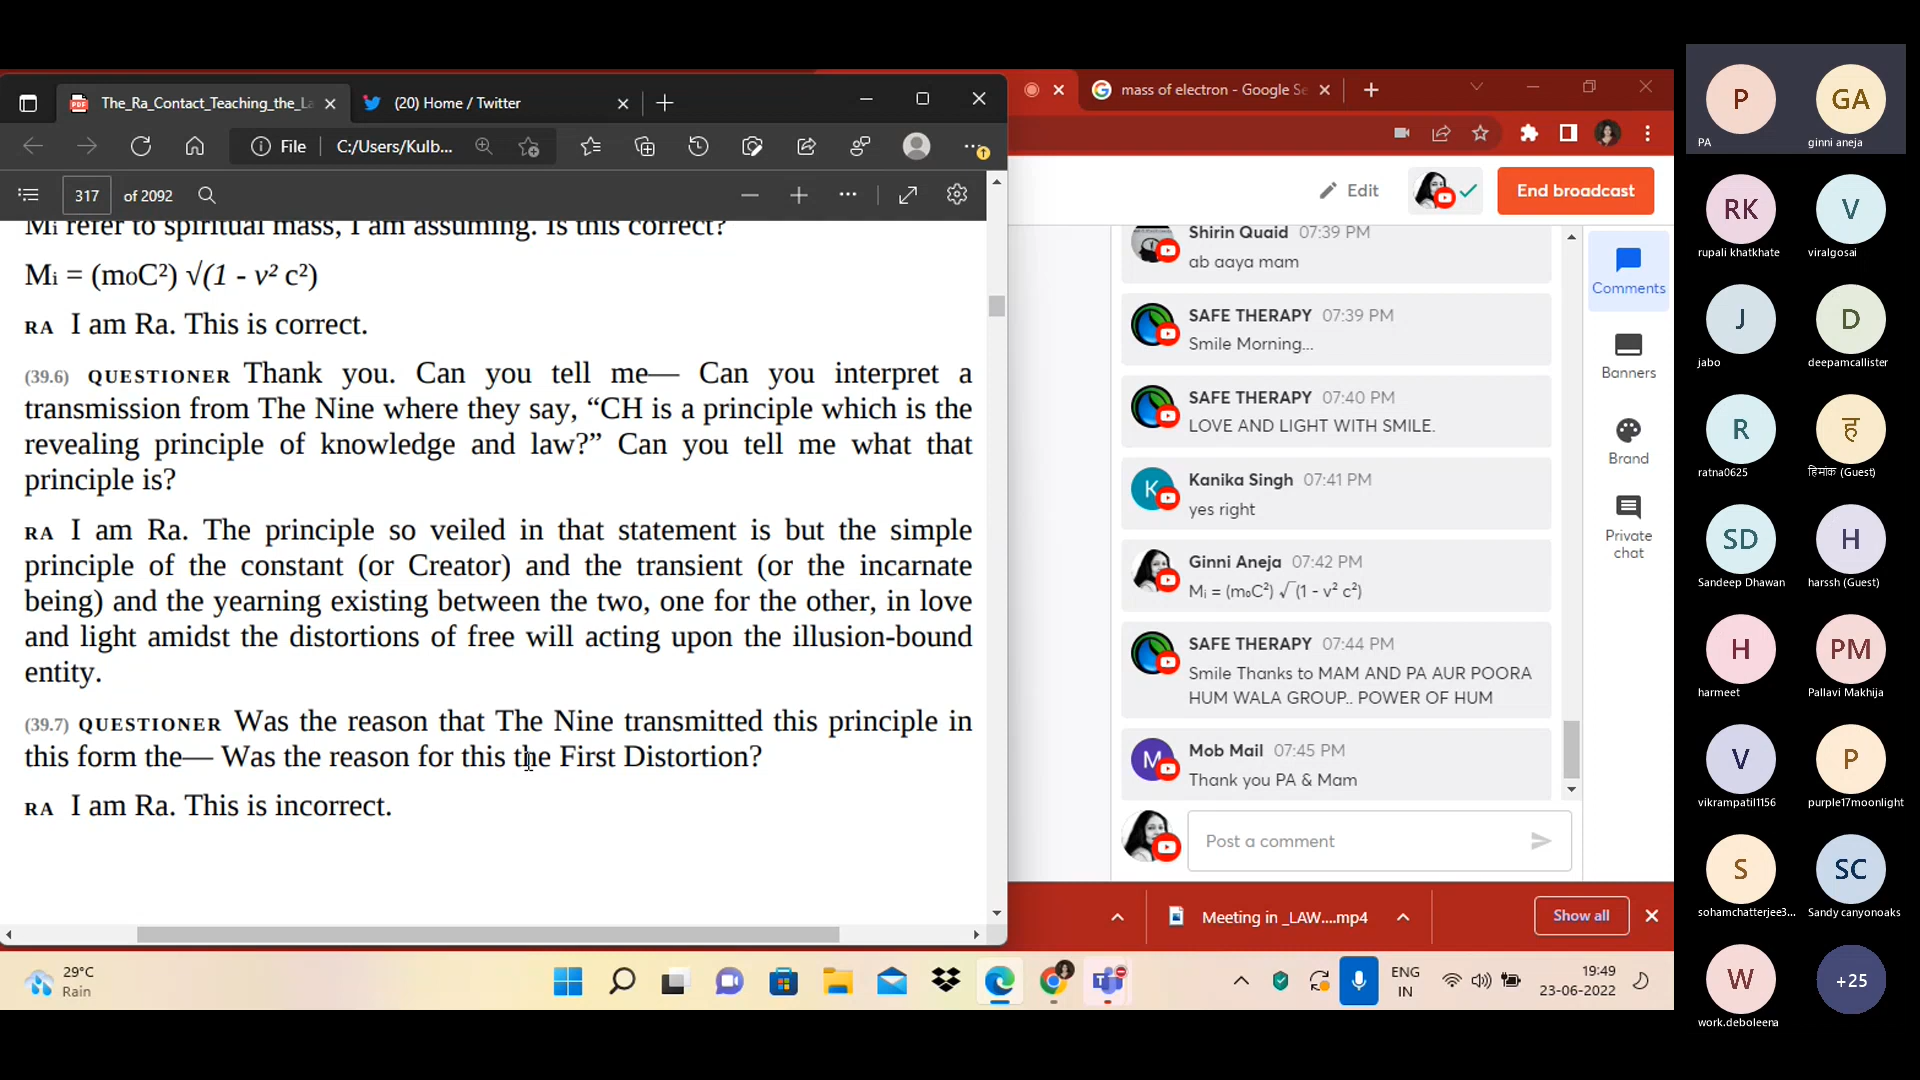 The_Ra_Contact_Teaching_the_La
(20) Home / Twitter
mass of electron - Google Se
File
C:/Users/Kulb...
317
of 2092
Mi refer to spiritual mass, I am assuming. Is this correct?
Mᵢ = (m₀C²) √(1 - v² c²)
RA I am Ra. This is correct.
(39.6) QUESTIONER Thank you. Can you tell me— Can you interpret a
transmission from The Nine where they say, “CH is a principle which is the
revealing principle of knowledge and law?” Can you tell me what that
principle is?
RA I am Ra. The principle so veiled in that statement is but the simple
principle of the constant (or Creator) and the transient (or the incarnate
being) and the yearning existing between the two, one for the other, in love
and light amidst the distortions of free will acting upon the illusion-bound
entity.
(39.7) QUESTIONER Was the reason that The Nine transmitted this principle in
this form the— Was the reason for this the First Distortion?
RA I am Ra. This is incorrect.
Edit
End broadcast
Shirin Quaid 07:39 PM
ab aaya mam
SAFE THERAPY 07:39 PM
Smile Morning...
SAFE THERAPY 07:40 PM
LOVE AND LIGHT WITH SMILE.
K
Kanika Singh 07:41 PM
yes right
Ginni Aneja 07:42 PM
Mᵢ = (m₀C²) √(1 - v² c²)
SAFE THERAPY 07:44 PM
Smile Thanks to MAM AND PA AUR POORA
HUM WALA GROUP.. POWER OF HUM
M
Mob Mail 07:45 PM
Thank you PA & Mam
Post a comment
Comments
Banners
Brand
Private
chat
Meeting in _LAW....mp4
Show all
29°C
Rain
ENG
IN
19:49
23-06-2022
P GA
PA ginni aneja
RK V
rupali khatkhate viralgosai
J D
jabo deepamcallister
R ह
ratna0625 हिमांक (Guest)
SD H
Sandeep Dhawan harssh (Guest)
H PM
harmeet Pallavi Makhija
V P
vikrampatil1156 purple17moonlight
S SC
sohamchatterjee3... Sandy canyonoaks
W +25
work.deboleena